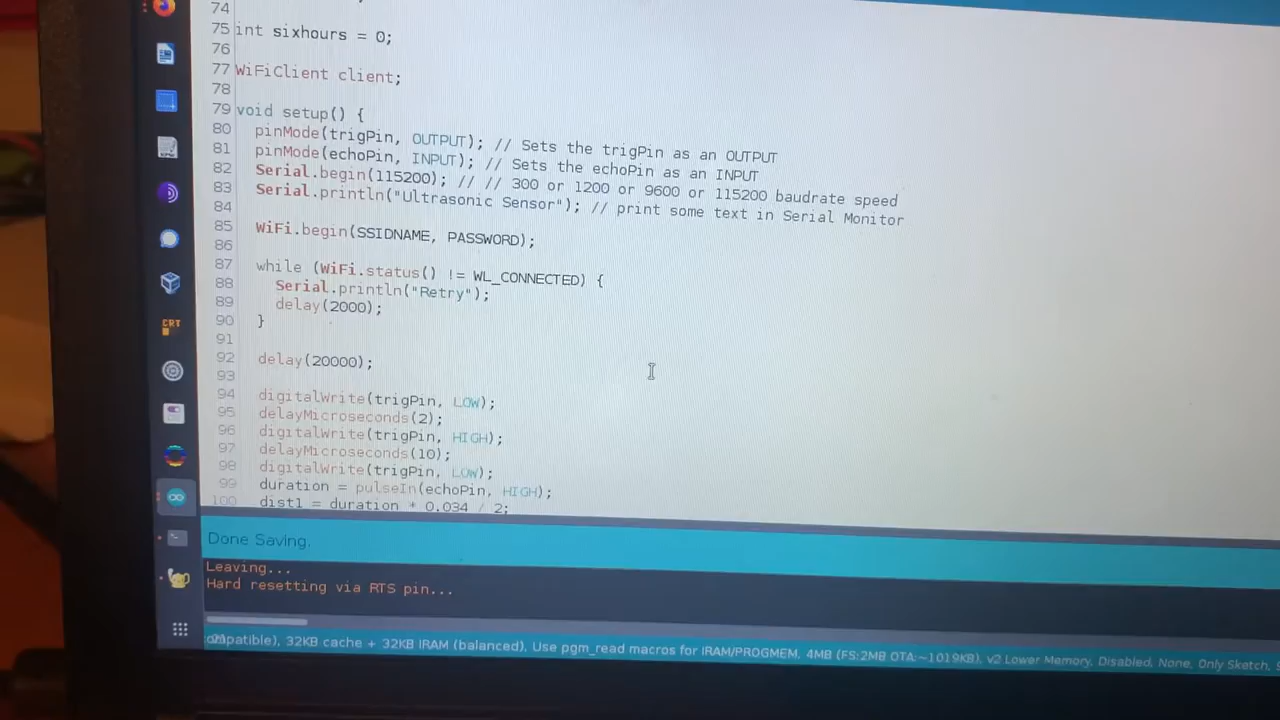 74
75 int sixhours = 0;
76
77 WiFiClient client;
78
79 void setup() {
80 pinMode(trigPin, OUTPUT); // Sets the trigPin as an OUTPUT
81 pinMode(echoPin, INPUT); // Sets the echoPin as an INPUT
82 Serial.begin(115200); // // 300 or 1200 or 9600 or 115200 baudrate speed
83 Serial.println("Ultrasonic Sensor"); // print some text in Serial Monitor
84
85 WiFi.begin(SSIDNAME, PASSWORD);
86
87 while (WiFi.status() != WL_CONNECTED) {
88 Serial.println("Retry");
89 delay(2000);
90 }
91
92 delay(20000);
93
94 digitalWrite(trigPin, LOW);
95 delayMicroseconds(2);
96 digitalWrite(trigPin, HIGH);
97 delayMicroseconds(10);
98 digitalWrite(trigPin, LOW);
99 duration = pulseIn(echoPin, HIGH);
100 dist1 = duration * 0.034 / 2;
CRT
Done Saving.
Leaving...
Hard resetting via RTS pin...
32KB cache + 32KB IRAM (balanced), Use pgm_read macros for IRAM/PROGMEM, 4MB (FS:2MB OTA:~1019KB), v2 Lower Memory, Disabled, None, Only Sketch,